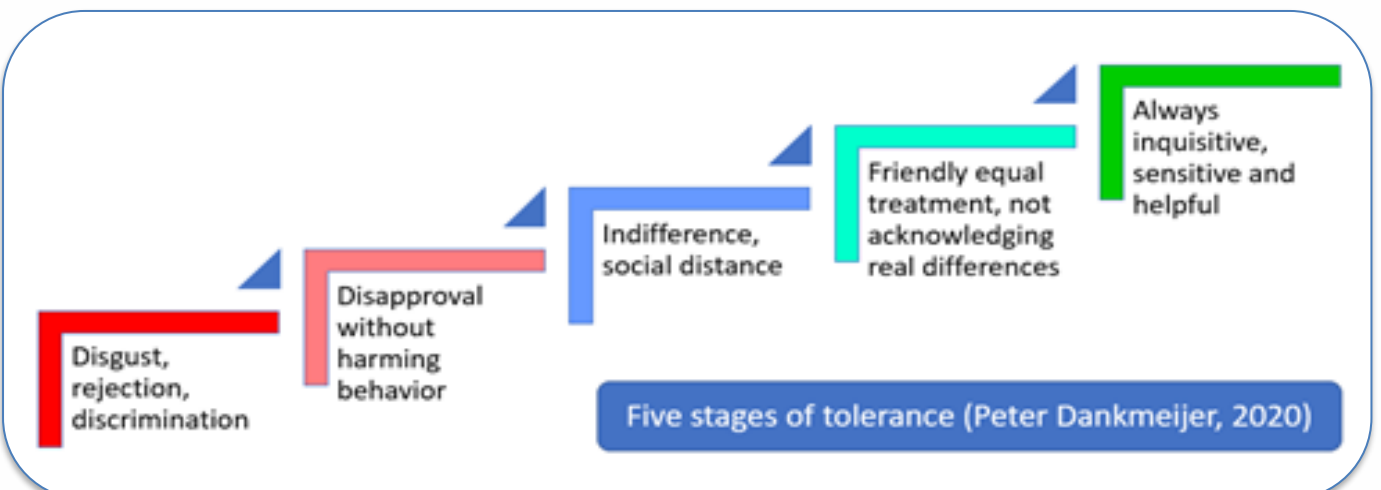 Disgust,
rejection,
discrimination
Disapproval
without
harming
behavior
Indifference,
social distance
Friendly equal
treatment, not
acknowledging
real differences
Always
inquisitive,
sensitive and
helpful
Five stages of tolerance (Peter Dankmeijer, 2020)